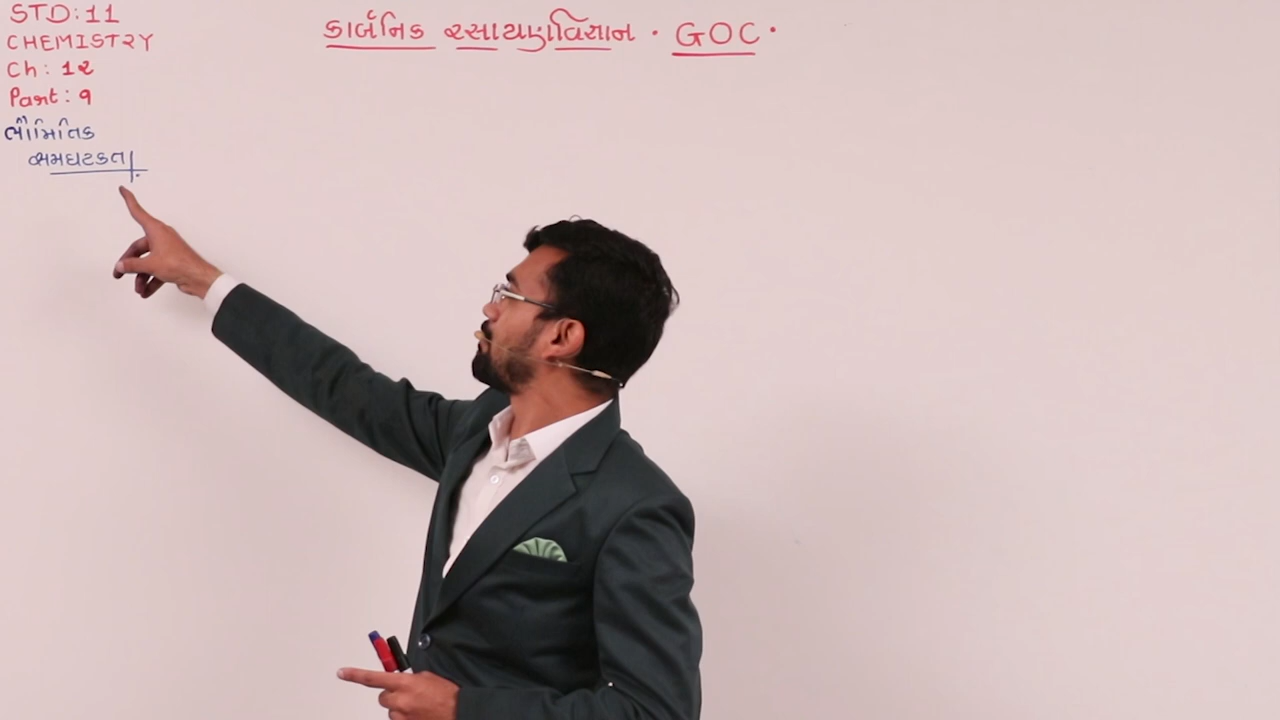 STD:11
CHEMISTRY
Ch: 12
Part: 9
ભૌમિતિક
સમઘટકતા.
કાર્બનિક રસાયણવિજ્ઞાન . GOC.